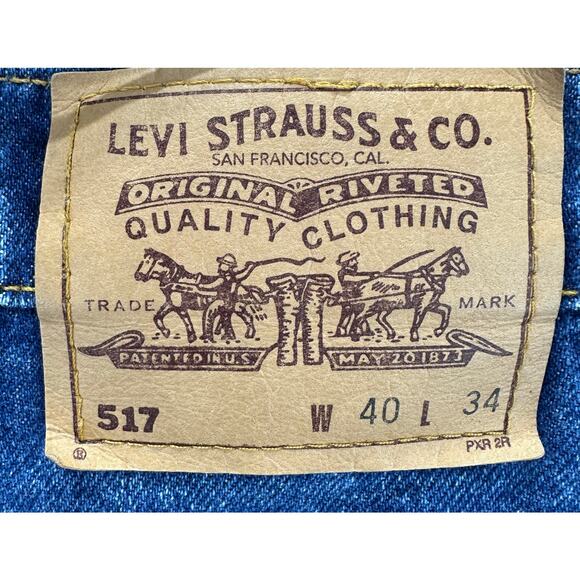 LEVI STRAUSS & CO.
SAN FRANCISCO, CAL.
ORIGINAL RIVETED
QUALITY CLOTHING
TRADE MARK
PATENTED IN U.S. MAY 20 1873
517 W 40 L 34
® PXR 2R